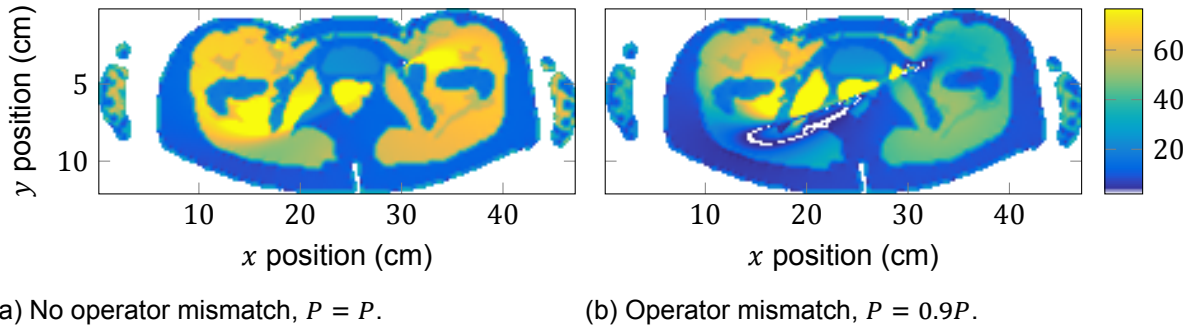 y position (cm)
5
10
10 20 30 40
x position (cm)
10 20 30 40
x position (cm)
60
40
20
a) No operator mismatch, P = P.
(b) Operator mismatch, P = 0.9P.